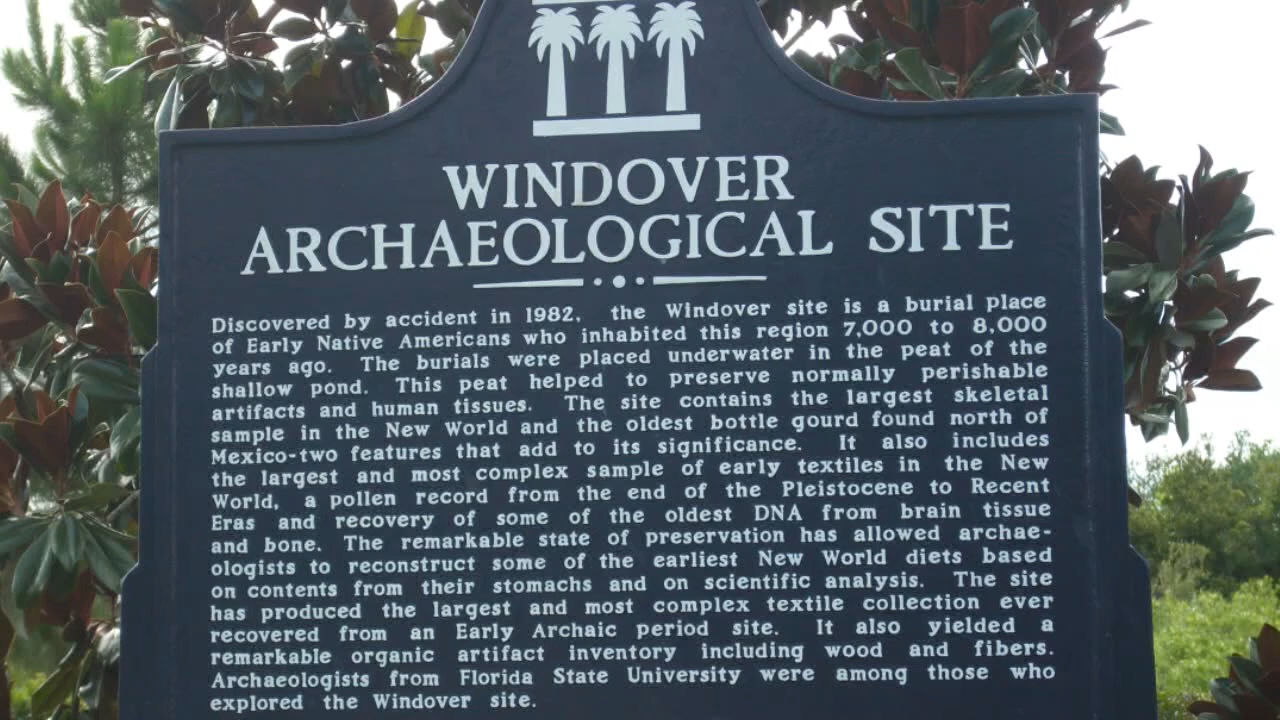 WINDOVER
ARCHAEOLOGICAL SITE
Discovered by accident in 1982, the Windover site is a burial place
of Early Native Americans who inhabited this region 7,000 to 8,000
years ago. The burials were placed underwater in the peat of the
shallow pond. This peat helped to preserve normally perishable
artifacts and human tissues. The site contains the largest skeletal
sample in the New World and the oldest bottle gourd found north of
Mexico-two features that add to its significance. It also includes
the largest and most complex sample of early textiles in the New
World, a pollen record from the end of the Pleistocene to Recent
Eras and recovery of some of the oldest DNA from brain tissue
and bone. The remarkable state of preservation has allowed archae-
ologists to reconstruct some of the earliest New World diets based
on contents from their stomachs and on scientific analysis. The site
has produced the largest and most complex textile collection ever
recovered from an Early Archaic period site. It also yielded a
remarkable organic artifact inventory including wood and fibers.
Archaeologists from Florida State University were among those who
explored the Windover site.